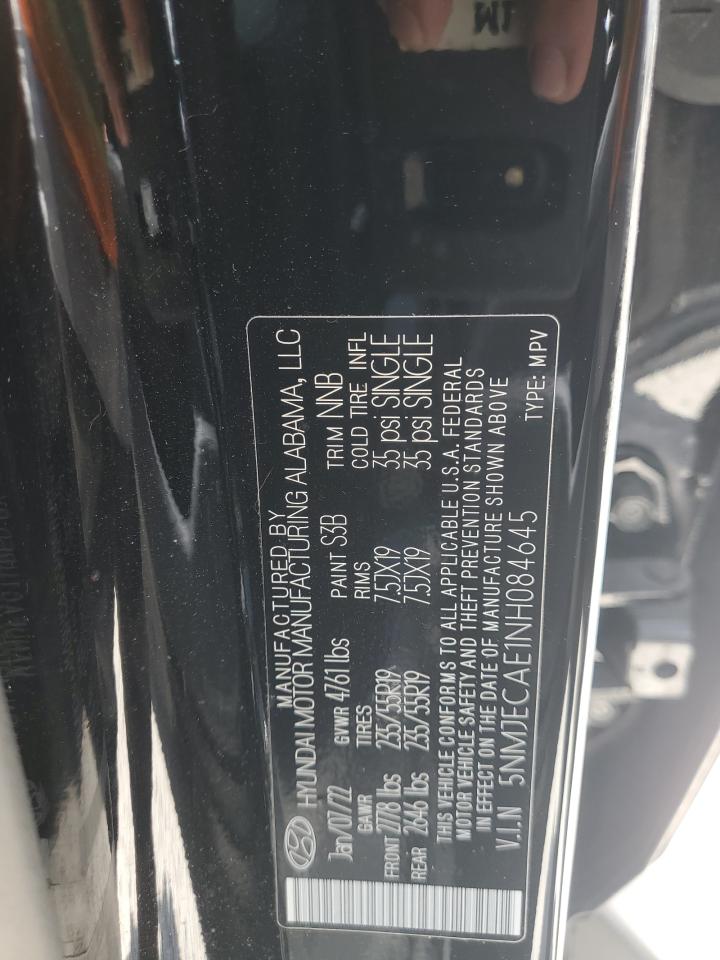 MANUFACTURED BY
HYUNDAI MOTOR MANUFACTURING ALABAMA, LLC
Jan/07/22 GVWR 4761 lbs PAINT S3B TRIM NNB
GAWR TIRES RIMS COLD TIRE INFL
FRONT 2778 lbs 235/55R19 7.5JX19 35 psi SINGLE
REAR 2646 lbs 235/55R19 7.5JX19 35 psi SINGLE
THIS VEHICLE CONFORMS TO ALL APPLICABLE U.S.A. FEDERAL
MOTOR VEHICLE SAFETY AND THEFT PREVENTION STANDARDS
IN EFFECT ON THE DATE OF MANUFACTURE SHOWN ABOVE
V.I.N 5NMJECAE1NH084645
TYPE: MPV